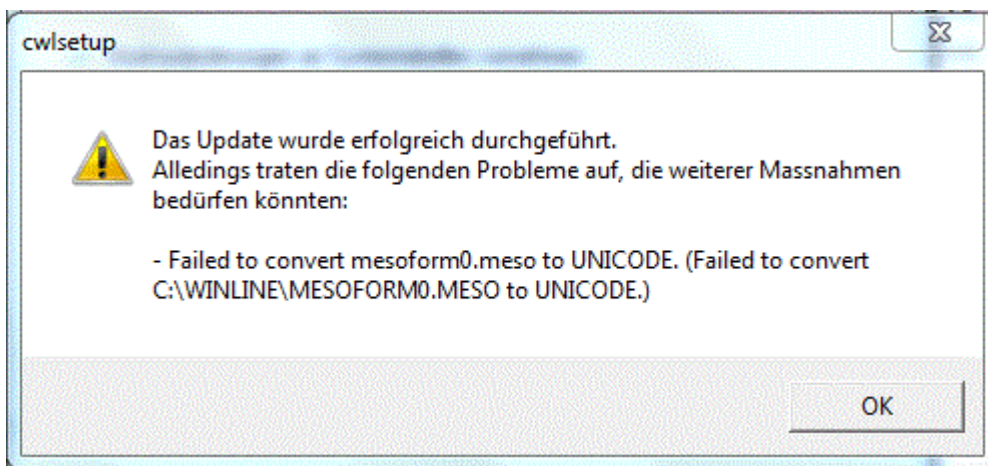 cwlsetup
Das Update wurde erfolgreich durchgeführt.
Alledings traten die folgenden Probleme auf, die weiterer Massnahmen
bedürfen könnten:
- Failed to convert mesoform0.meso to UNICODE. (Failed to convert
C:\WINLINE\MESOFORM0.MESO to UNICODE.)
OK